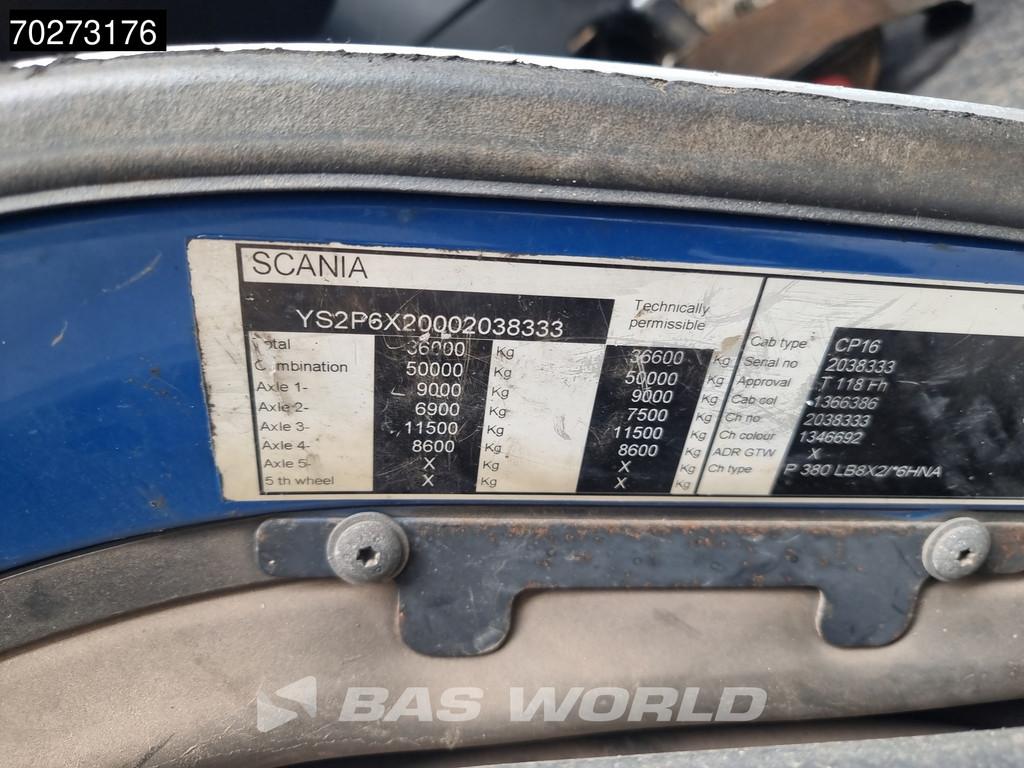 70273176
SCANIA
YS2P6X20002038333
Technically
permissible
Total 36000 Kg 36600 Kg
Combination 50000 Kg 50000 Kg
Axle 1- 9000 Kg 9000 Kg
Axle 2- 6900 Kg 7500 Kg
Axle 3- 11500 Kg 11500 Kg
Axle 4- 8600 Kg 8600 Kg
Axle 5- X Kg X Kg
5 th wheel X Kg X Kg
Cab type CP16
Serial no 2038333
Approval T 118 Fh
Cab col 1366386
Ch no 2038333
Ch colour 1346692
ADR GTW X
Ch type P 380 LB8X2/*6HNA
BAS WORLD